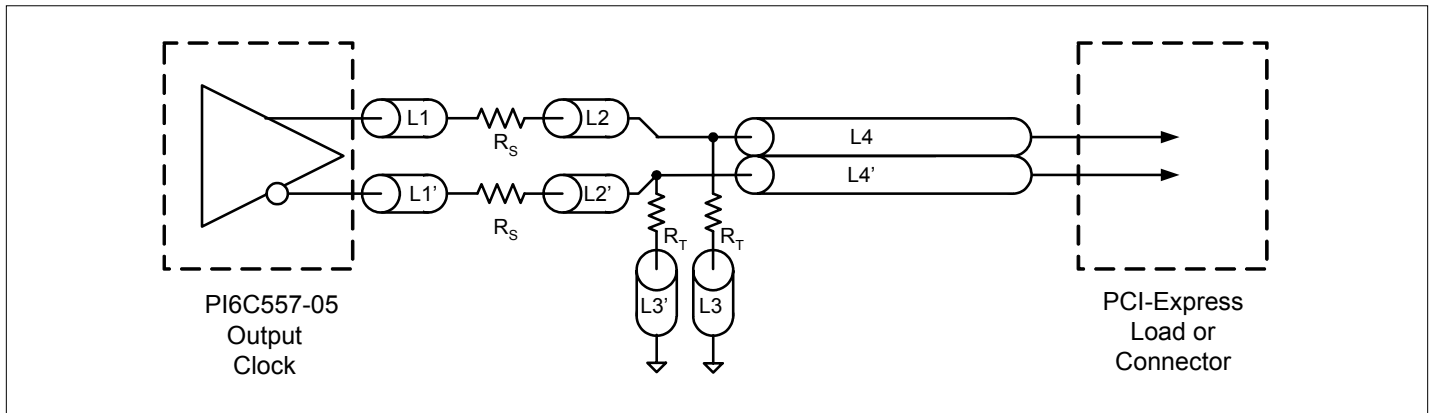 L1
R_S
L2
L4
L1'
R_S
L2'
L4'
R_T
R_T
L3'
L3
PI6C557-05
Output
Clock
PCI-Express
Load or
Connector